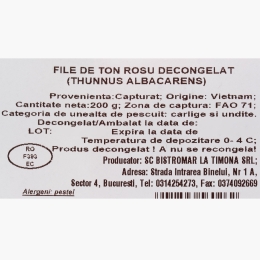 FILE DE TON ROSU DECONGELAT
(THUNNUS ALBACARENS)
Provenienta:Capturat; Origine: Vietnam;
Cantitate neta:200 g; Zona de captura: FAO 71;
Categoria de unealta de pescuit: carlige si undite.
Decongelat/Ambalat la data de:
LOT: Expira la data de:
Temperatura de depozitare 0- 4 C;
Produs decongelat ! A nu se recongela!
RO
EC
Producator: SC BISTROMAR LA TIMONA SRL;
Adresa: Strada Intrarea Binelui, Nr 1 A,
Sector 4, Bucuresti, Tel: 0314254273, Fax: 0374092669
Alergeni: peste!